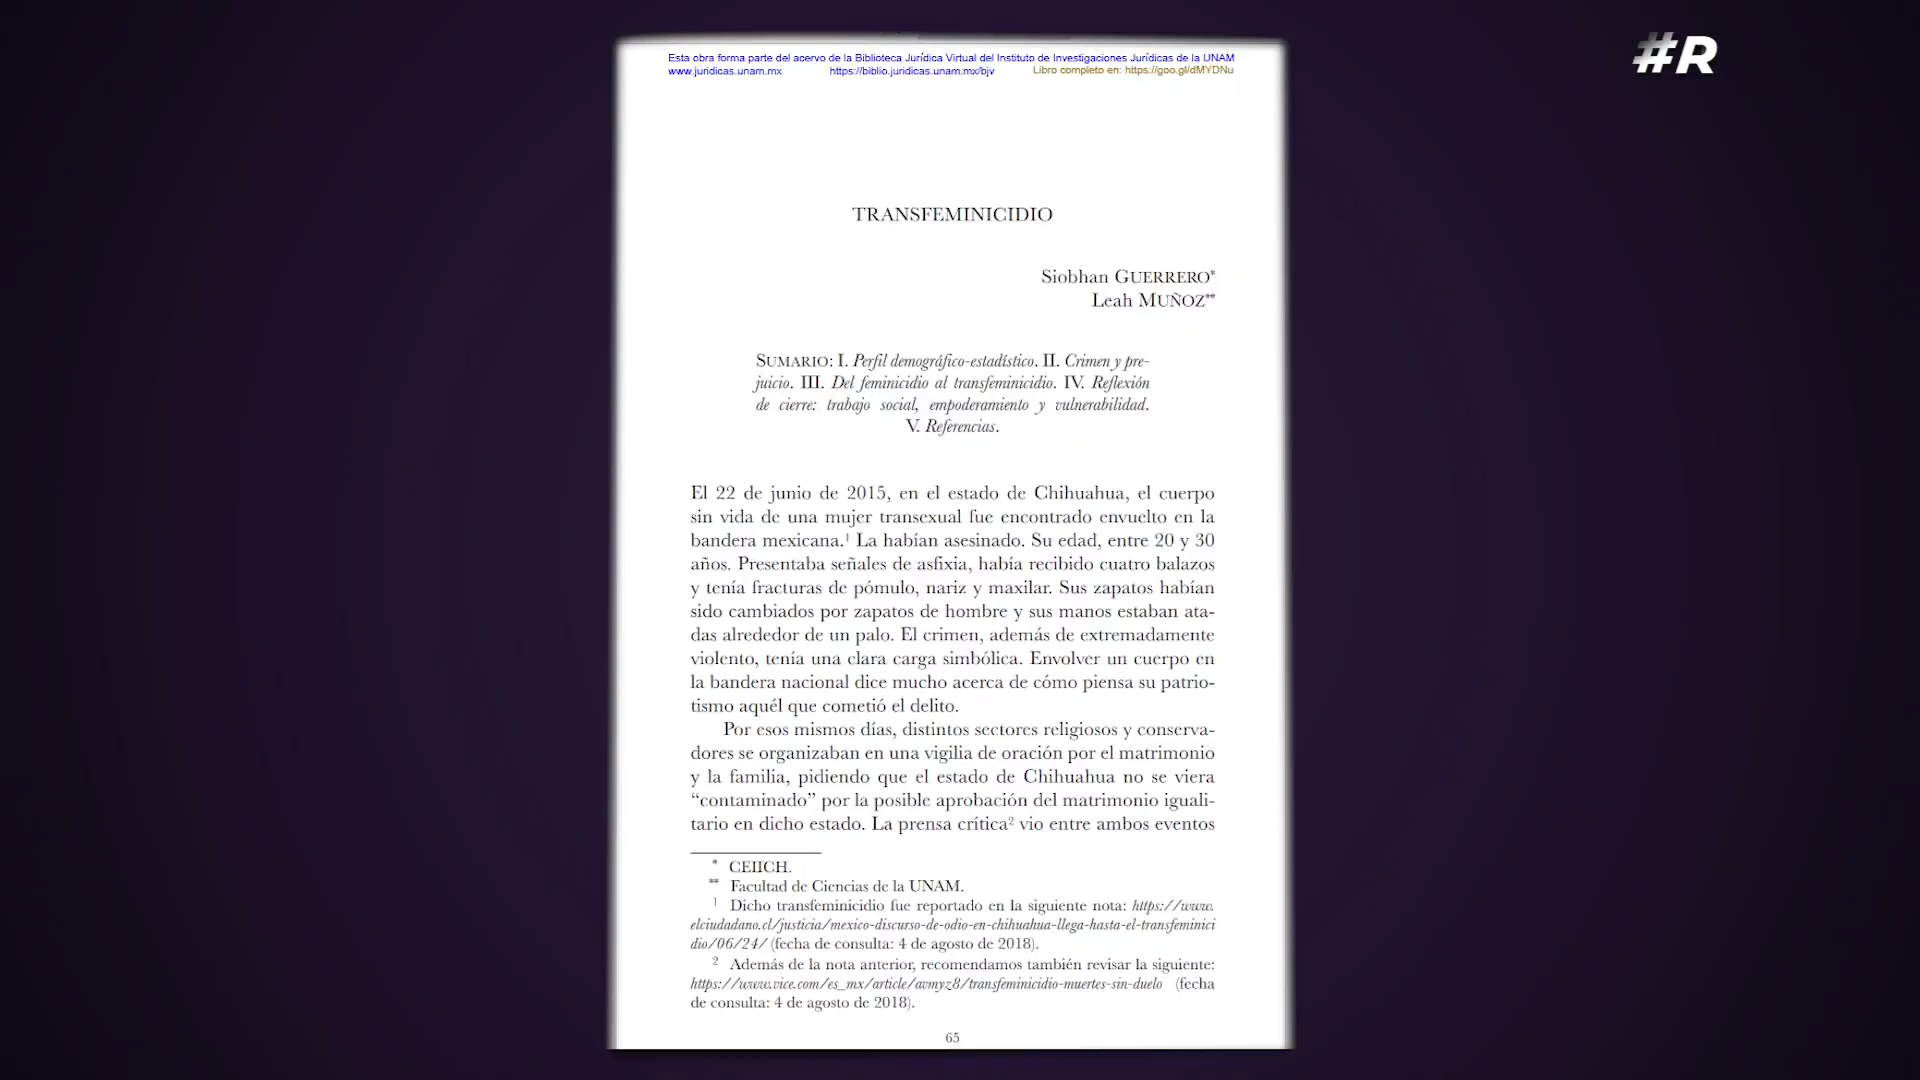 #R
Esta obra forma parte del acervo de la Biblioteca Jurídica Virtual del Instituto de Investigaciones Jurídicas de la UNAM
www.juridicas.unam.mx https://biblio.juridicas.unam.mx/bjv Libro completo en: https://goo.gl/dMYDNu
TRANSFEMINICIDIO
Siobhan GUERRERO*
Leah MUÑOZ**
SUMARIO: I. Perfil demográfico-estadístico. II. Crimen y pre-
juicio. III. Del feminicidio al transfeminicidio. IV. Reflexión
de cierre: trabajo social, empoderamiento y vulnerabilidad.
V. Referencias.
El 22 de junio de 2015, en el estado de Chihuahua, el cuerpo
sin vida de una mujer transexual fue encontrado envuelto en la
bandera mexicana.¹ La habían asesinado. Su edad, entre 20 y 30
años. Presentaba señales de asfixia, había recibido cuatro balazos
y tenía fracturas de pómulo, nariz y maxilar. Sus zapatos habían
sido cambiados por zapatos de hombre y sus manos estaban ata-
das alrededor de un palo. El crimen, además de extremadamente
violento, tenía una clara carga simbólica. Envolver un cuerpo en
la bandera nacional dice mucho acerca de cómo piensa su patrio-
tismo aquél que cometió el delito.
Por esos mismos días, distintos sectores religiosos y conserva-
dores se organizaban en una vigilia de oración por el matrimonio
y la familia, pidiendo que el estado de Chihuahua no se viera
“contaminado” por la posible aprobación del matrimonio iguali-
tario en dicho estado. La prensa crítica² vio entre ambos eventos
* CEIICH.
** Facultad de Ciencias de la UNAM.
¹ Dicho transfeminicidio fue reportado en la siguiente nota: https://www.
elciudadano.cl/justicia/mexico-discurso-de-odio-en-chihuahua-llega-hasta-el-transfeminici
dio/06/24/ (fecha de consulta: 4 de agosto de 2018).
² Además de la nota anterior, recomendamos también revisar la siguiente:
https://www.vice.com/es_mx/article/avmyz8/transfeminicidio-muertes-sin-duelo (fecha
de consulta: 4 de agosto de 2018).
65